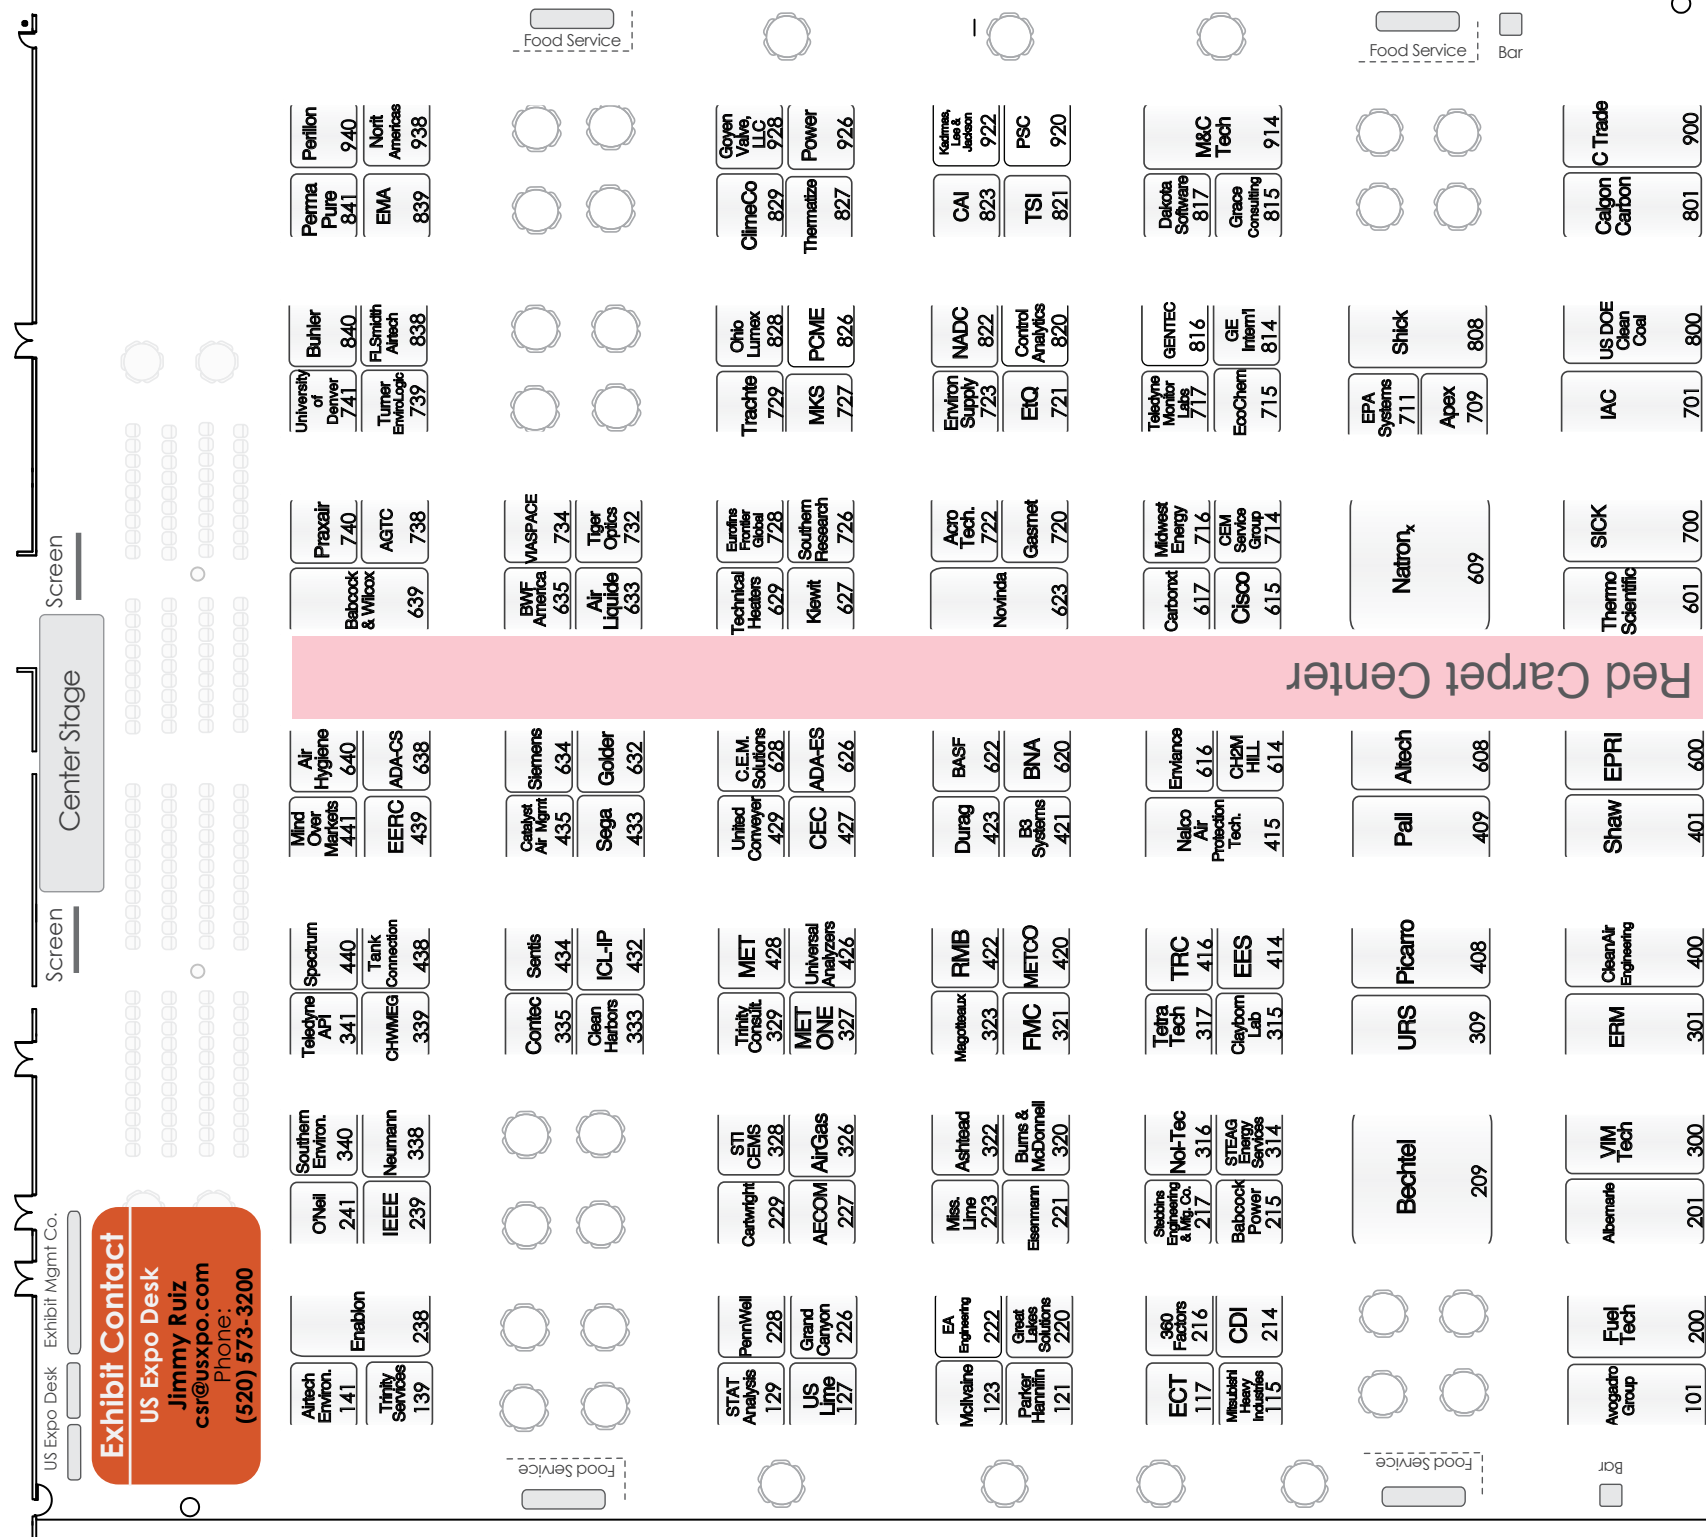 Food Service
Food Service
Bar
Perillon
940
Norit
Americas
938
Goyen
Valve,
LLC
928
Power
926
Kadrmas,
Lee &
Jackson
922
PSC
920
M&C
Tech
914
C Trade
900
Perma
Pure
841
EMA
839
ClimeCo
829
Thermatize
827
CAI
823
TSI
821
Dakota
Software
817
Grace
Consulting
815
Calgon
Carbon
801
Buhler
840
FLSmidth
Airtech
838
Ohio
Lumex
828
PCME
826
NADC
822
Control
Analytics
820
GENTEC
816
GE
Intern'l
814
Shick
808
US DOE
Clean
Coal
800
University
of
Denver
741
Turner
EnviroLogic
739
Trachte
729
MKS
727
Environ
Supply
723
EtQ
721
Teledyne
Monitor
Labs
717
EcoChem
715
EPA
Systems
711
Apex
709
IAC
701
Praxair
740
AGTC
738
VIASPACE
734
Tiger
Optics
732
Eurofins
Frontier
Global
728
Southern
Research
726
Acro
Tech.
722
Gasmet
720
Midwest
Energy
716
CEM
Service
Group
714
Natronx
609
SICK
700
Babcock
& Wilcox
639
BWF
America
635
Air
Liquide
633
Technical
Heaters
629
Kiewit
627
Novinda
623
Carbonxt
617
Cisco
615
Thermo
Scientific
601
Screen
Center Stage
Screen
Red Carpet Center
Air
Hygiene
640
ADA-CS
638
Siemens
634
Golder
632
C.E.M.
Solutions
628
ADA-ES
626
BASF
622
BNA
620
Enviance
616
CH2M
HILL
614
Altech
608
EPRI
600
Mind
Over
Markets
441
EERC
439
Catalyst
Air Mgmt
435
Sega
433
United
Conveyer
429
CEC
427
Durag
423
B3
Systems
421
Nalco
Air
Protection
Tech.
415
Pall
409
Shaw
401
Spectrum
440
Tank
Connection
438
Sentis
434
ICL-IP
432
MET
428
Universal
Analyzers
426
RMB
422
METCO
420
TRC
416
EES
414
Picarro
408
CleanAir
Engineering
400
Teledyne
API
341
CHWMEG
339
Contec
335
Clean
Harbors
333
Trinity
Consult.
329
MET
ONE
327
Magotteaux
323
FMC
321
Tetra
Tech
317
Clayborn
Lab
315
URS
309
ERM
301
Southern
Environ.
340
Neumann
338
STI
CEMS
328
AirGas
326
Ashtead
322
Burns &
McDonnell
320
Nol-Tec
316
STEAG
Energy
Services
314
Bechtel
209
VIM
Tech
300
O'Neil
241
IEEE
239
Cartwright
229
AECOM
227
Miss.
Lime
223
Eisenmann
221
Stebbins
Engineering
& Mfg. Co.
217
Babcock
Power
215
Albemarle
201
Enablon
238
PennWell
228
Grand
Canyon
226
EA
Engineering
222
Great
Lakes
Solutions
220
360
Factors
216
CDI
214
Fuel
Tech
200
Airtech
Environ.
141
Trinity
Services
139
STAT
Analysis
129
US
Lime
127
McIlvaine
123
Parker
Hannifin
121
ECT
117
Mitsubishi
Heavy
Industries
115
Avogadro
Group
101
US Expo Desk
Exhibit Mgmt Co.
Exhibit Contact
US Expo Desk
Jimmy Ruiz
csr@usxpo.com
Phone:
(520) 573-3200
Food Service
Food Service
Bar